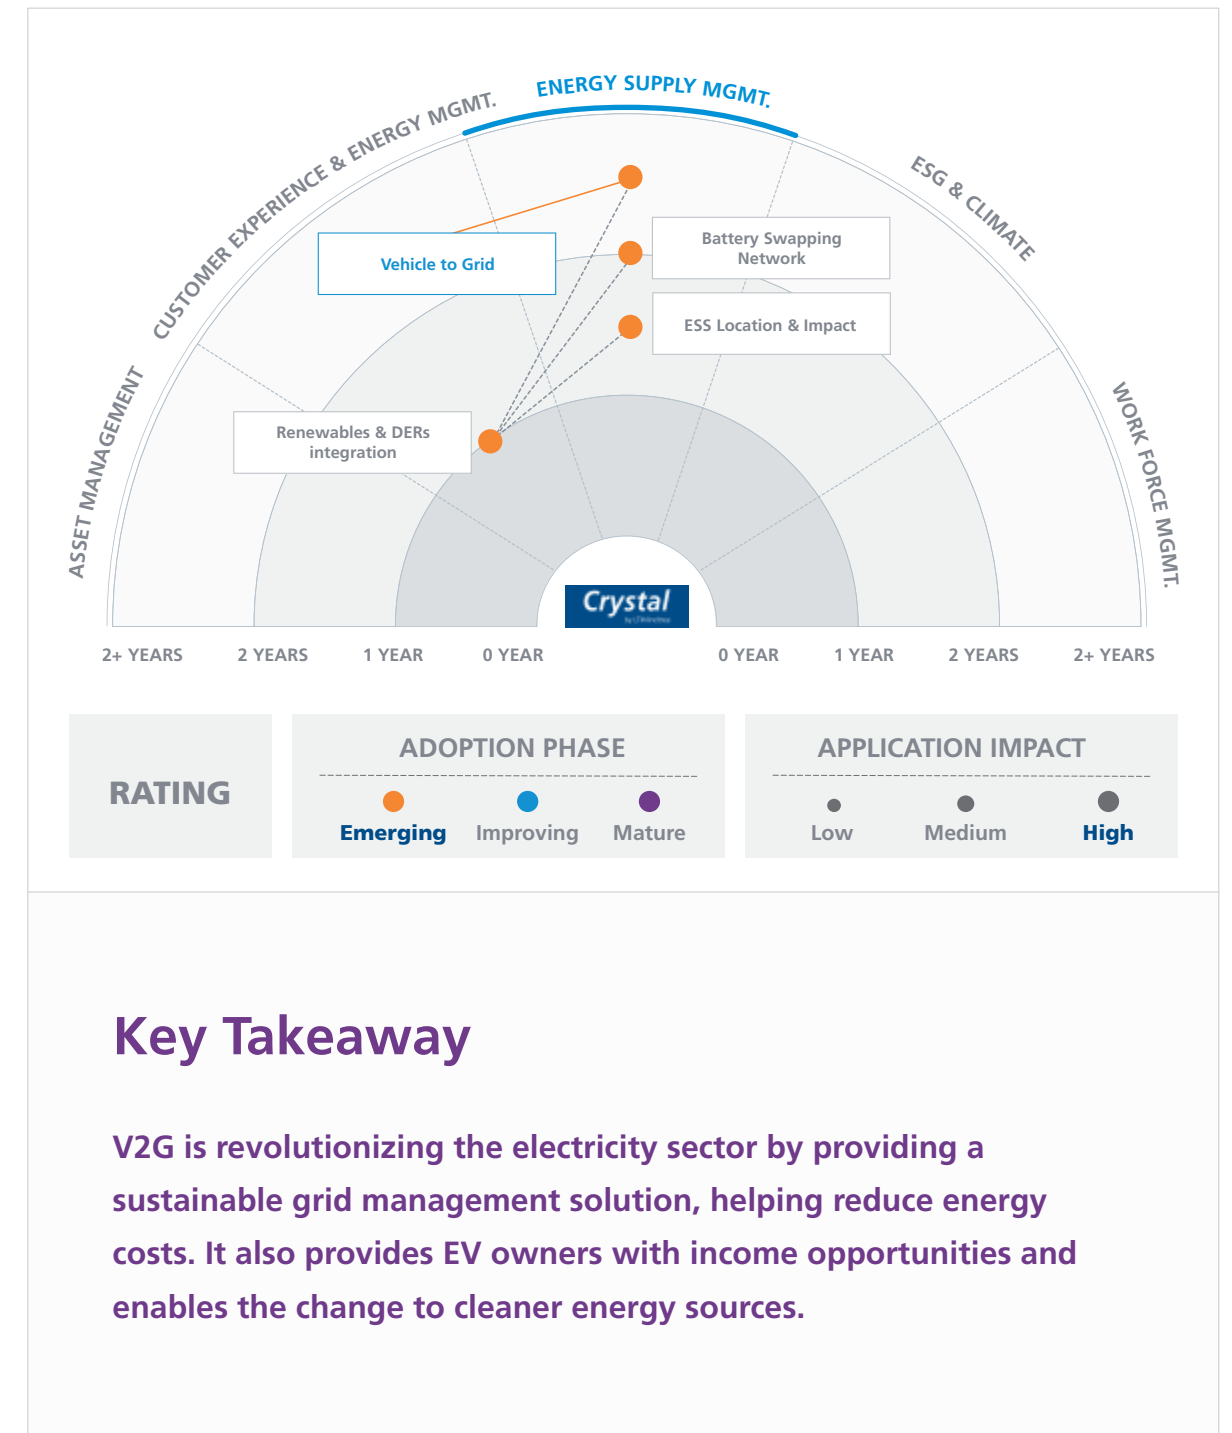 ENERGY SUPPLY MGMT.
CUSTOMER EXPERIENCE & ENERGY MGMT.
ESG & CLIMATE
ASSET MANAGEMENT
WORK FORCE MGMT.
Vehicle to Grid
Battery Swapping
Network
ESS Location & Impact
Renewables & DERs
integration
Crystal
2+ YEARS 2 YEARS 1 YEAR 0 YEAR 0 YEAR 1 YEAR 2 YEARS 2+ YEARS
RATING
ADOPTION PHASE
Emerging Improving Mature
APPLICATION IMPACT
Low Medium High
Key Takeaway
V2G is revolutionizing the electricity sector by providing a
sustainable grid management solution, helping reduce energy
costs. It also provides EV owners with income opportunities and
enables the change to cleaner energy sources.